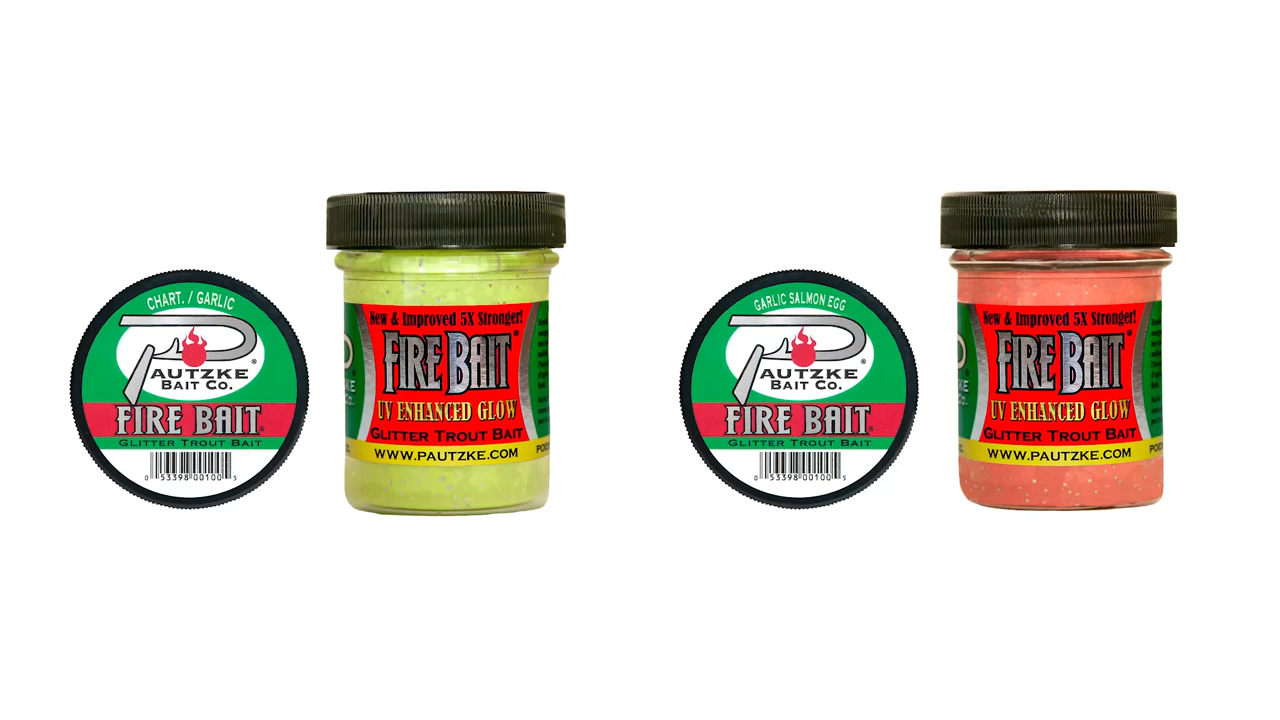 CHART. / GARLIC
PAUTZKE
BAIT CO.
FIRE BAIT
GLITTER TROUT BAIT
0 53398 00100 5
New & Improved 5X Stronger!
FIRE BAIT
UV ENHANCED GLOW
GLITTER TROUT BAIT
WWW.PAUTZKE.COM
GARLIC SALMON EGG
PAUTZKE
BAIT CO.
FIRE BAIT
GLITTER TROUT BAIT
0 53398 00100 5
New & Improved 5X Stronger!
FIRE BAIT
UV ENHANCED GLOW
GLITTER TROUT BAIT
WWW.PAUTZKE.COM